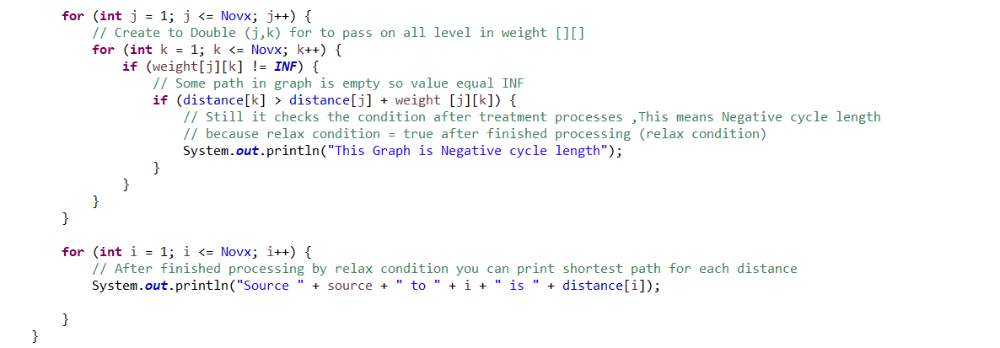 for (int j = 1; j <= Novx; j++) {
// Create to Double (j,k) for to pass on all level in weight [][]
for (int k = 1; k <= Novx; k++) {
if (weight[j][k] != INF) {
// Some path in graph is empty so value equal INF
if (distance[k] > distance[j] + weight [j][k]) {
// Still it checks the condition after treatment processes ,This means Negative cycle length
// because relax condition = true after finished processing (relax condition)
System.out.println("This Graph is Negative cycle length");
}
}
}
}
for (int i = 1; i <= Novx; i++) {
// After finished processing by relax condition you can print shortest path for each distance
System.out.println("Source " + source + " to " + i + " is " + distance[i]);
}
}